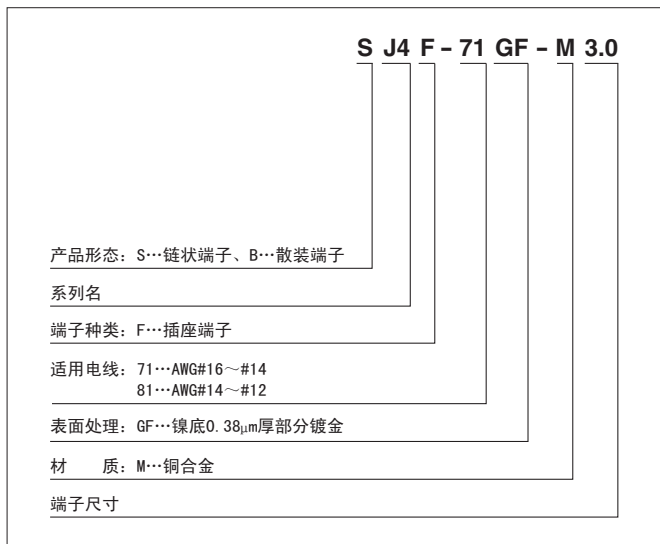 S J4 F - 71 GF - M 3.0
产品形态：S…链状端子、B…散装端子
系列名
端子种类：F…插座端子
适用电线：71…AWG#16～#14
81…AWG#14～#12
表面处理：GF…镍底0.38μm厚部分镀金
材　　质：M…铜合金
端子尺寸